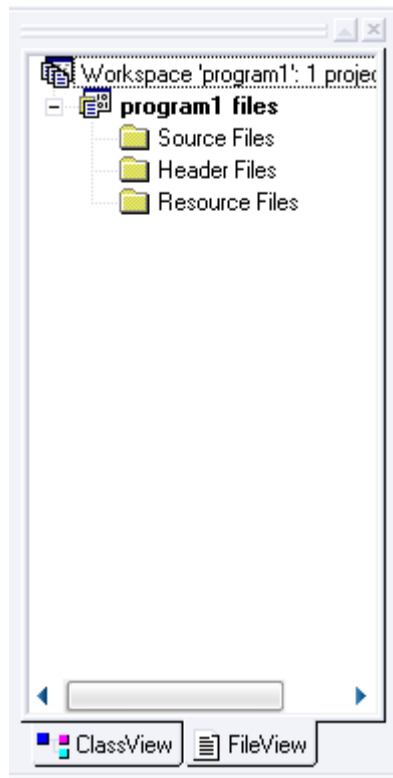 Workspace 'program1': 1 projec
program1 files
Source Files
Header Files
Resource Files
ClassView FileView